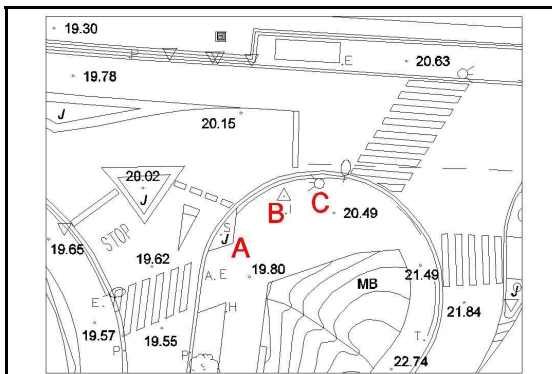 19.30
P
E
20.63
19.78
J
20.15
20.02
J
B
I
C
20.49
S
J
A
STOP
19.65
19.62
A
E
19.80
MB
21.49
E
H
J
21.84
19.57
19.55
T
P
P
S
22.74